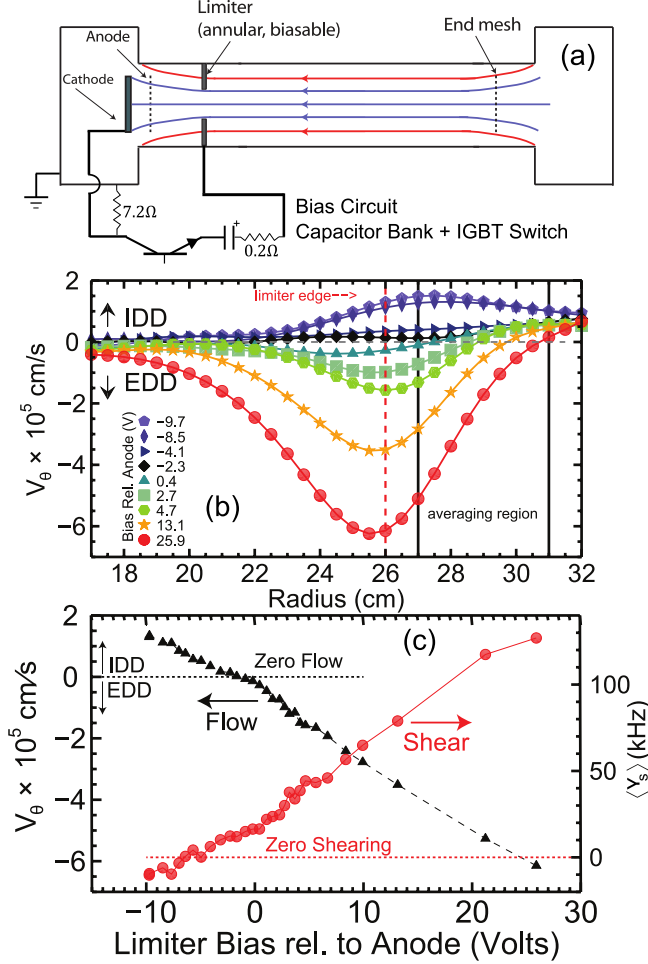 Limiter
(annular, biasable)
End mesh
(a)
Anode
Cathode
7.2Ω
+
0.2Ω
Bias Circuit
Capacitor Bank + IGBT Switch
limiter edge-->
IDD
EDD
V_θ × 10⁵ cm/s
2
0
−2
−4
−6
Bias Rel. Anode (V)
−9.7
−8.5
−4.1
−2.3
0.4
2.7
4.7
13.1
25.9
(b)
averaging region
18 20 22 24 26 28 30 32
Radius (cm)
(c)
V_θ × 10⁵ cm/s
2
0
−2
−4
−6
IDD
EDD
Zero Flow
Flow
Shear
Zero Shearing
100
50
0
⟨γ_s⟩ (kHz)
−10 0 10 20 30
Limiter Bias rel. to Anode (Volts)